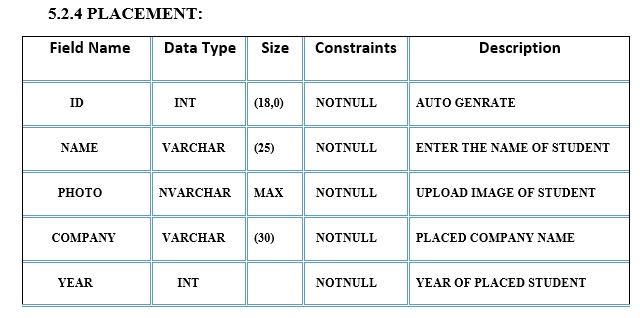 5.2.4 PLACEMENT:
Field Name Data Type Size Constraints Description
ID INT (18,0) NOTNULL AUTO GENRATE
NAME VARCHAR (25) NOTNULL ENTER THE NAME OF STUDENT
PHOTO NVARCHAR MAX NOTNULL UPLOAD IMAGE OF STUDENT
COMPANY VARCHAR (30) NOTNULL PLACED COMPANY NAME
YEAR INT NOTNULL YEAR OF PLACED STUDENT